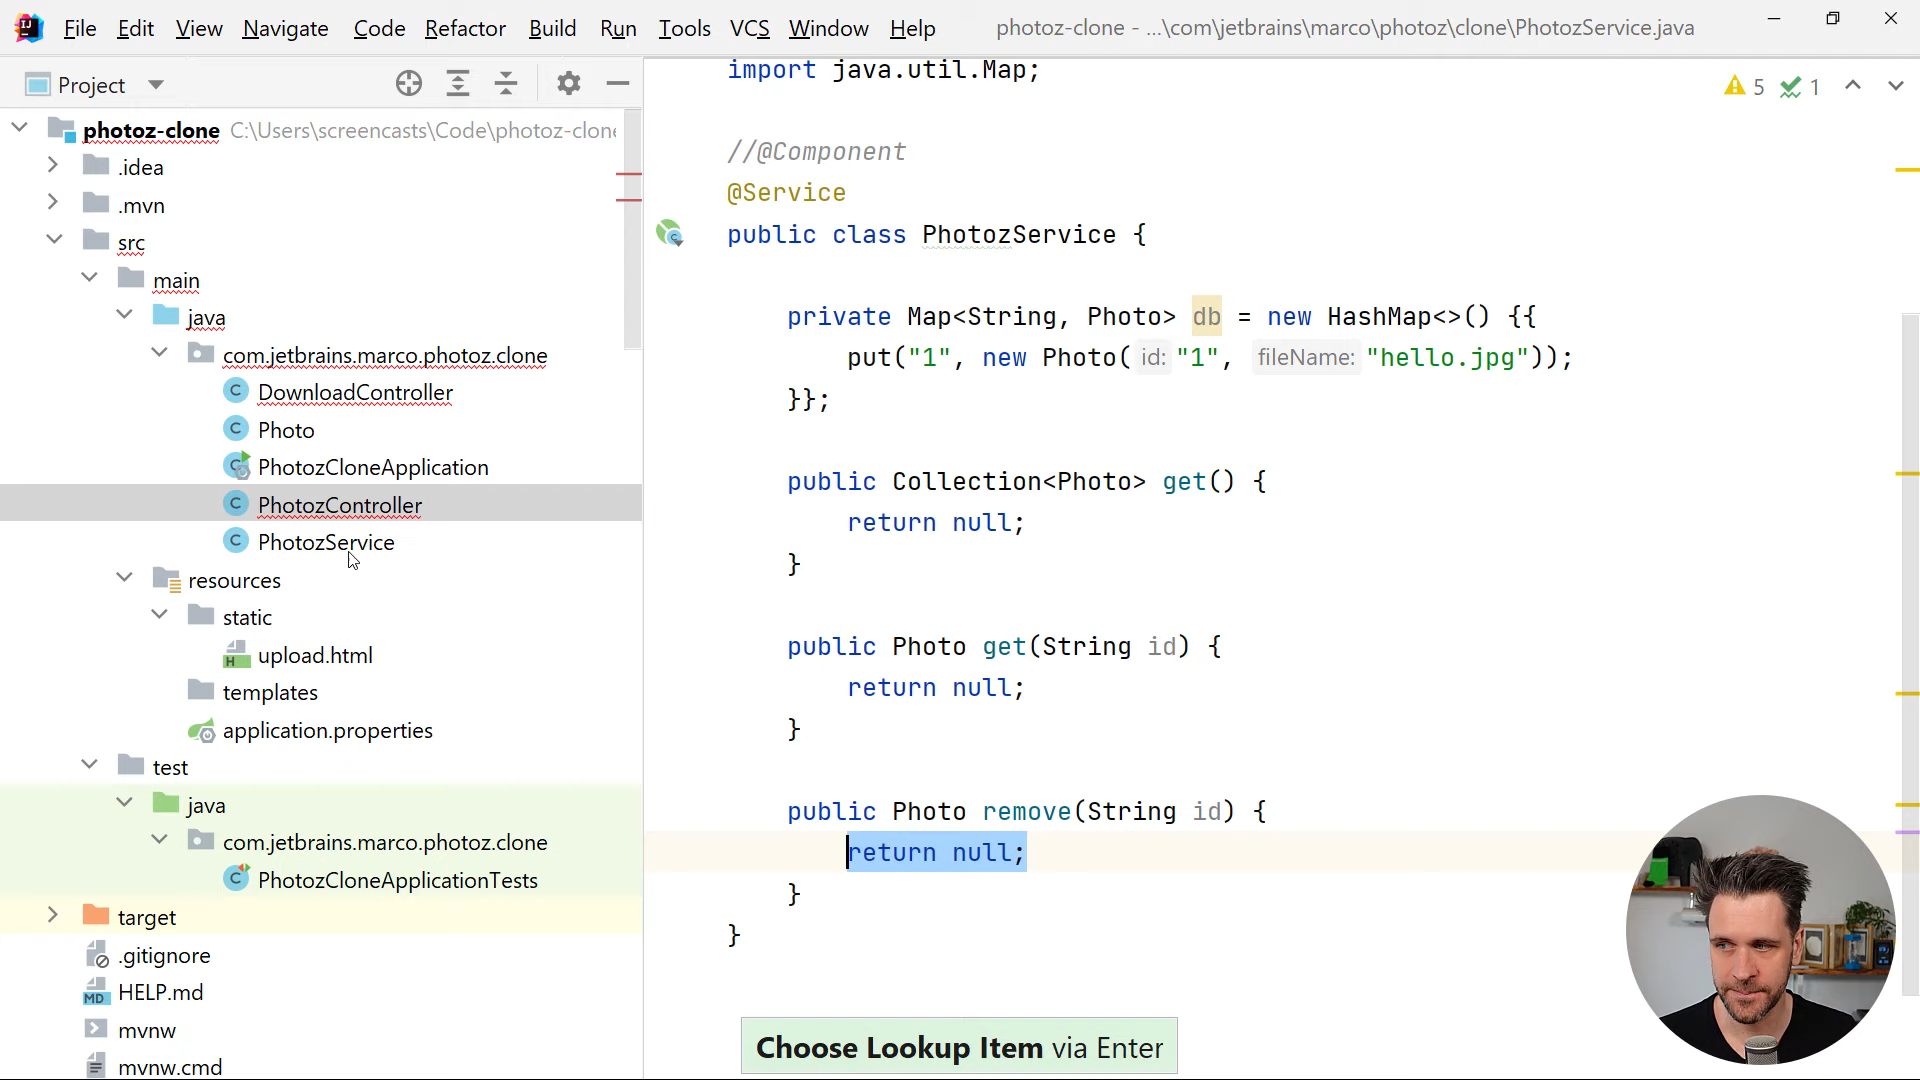 File Edit View Navigate Code Refactor Build Run Tools VCS Window Help photoz-clone - ...\com\jetbrains\marco\photoz\clone\PhotozService.java
Project
photoz-clone C:\Users\screencasts\Code\photoz-clone
.idea
.mvn
src
main
java
com.jetbrains.marco.photoz.clone
DownloadController
Photo
PhotozCloneApplication
PhotozController
PhotozService
resources
static
upload.html
templates
application.properties
test
java
com.jetbrains.marco.photoz.clone
PhotozCloneApplicationTests
target
.gitignore
HELP.md
mvnw
mvnw.cmd
5 1
import java.util.Map;
//@Component
@Service
public class PhotozService {
private Map<String, Photo> db = new HashMap<>() {{
put("1", new Photo( id: "1", fileName: "hello.jpg"));
}};
public Collection<Photo> get() {
return null;
}
public Photo get(String id) {
return null;
}
public Photo remove(String id) {
return null;
}
}
Choose Lookup Item via Enter